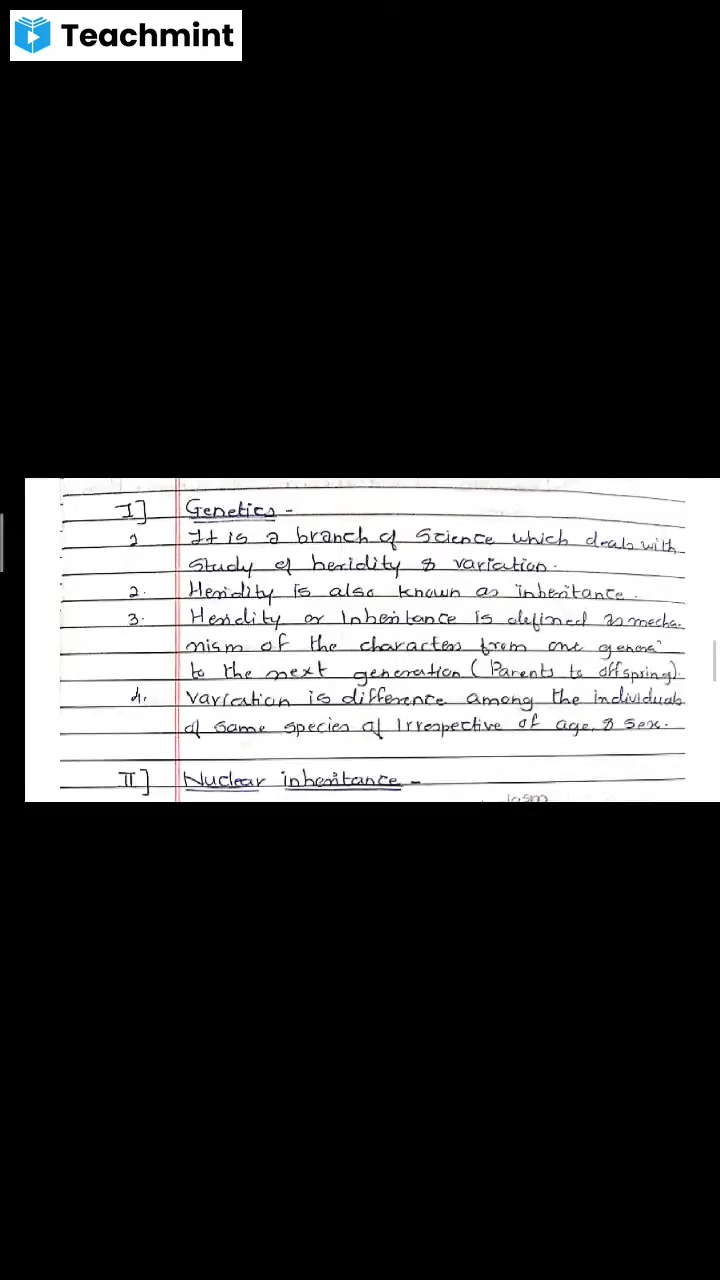 Teachmint
I] Genetics -
1 It is a branch of Science which deals with
study of heridity & variation.
2. Heridity is also known as inheritance.
3. Heridity or Inheritance is defined as mecha-
nism of the characters from one genera
to the next generation (Parents to offspring).
4. Variation is difference among the individuals
of same species of Irrespective of age, & sex.
II] Nuclear inheritance -